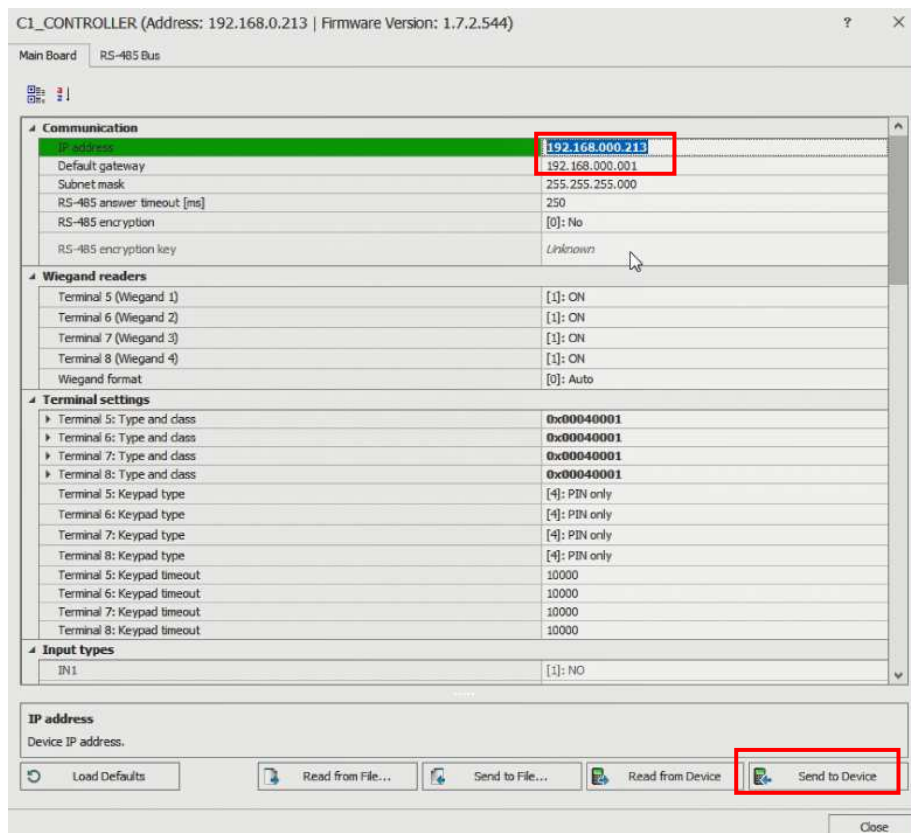 C1_CONTROLLER (Address: 192.168.0.213 | Firmware Version: 1.7.2.544)
Main Board RS-485 Bus
Communication
IP address 192.168.000.213
Default gateway 192.168.000.001
Subnet mask 255.255.255.000
RS-485 answer timeout [ms] 250
RS-485 encryption [0]: No
RS-485 encryption key Unknown
Wiegand readers
Terminal 5 (Wiegand 1) [1]: ON
Terminal 6 (Wiegand 2) [1]: ON
Terminal 7 (Wiegand 3) [1]: ON
Terminal 8 (Wiegand 4) [1]: ON
Wiegand format [0]: Auto
Terminal settings
Terminal 5: Type and class 0x00040001
Terminal 6: Type and class 0x00040001
Terminal 7: Type and class 0x00040001
Terminal 8: Type and class 0x00040001
Terminal 5: Keypad type [4]: PIN only
Terminal 6: Keypad type [4]: PIN only
Terminal 7: Keypad type [4]: PIN only
Terminal 8: Keypad type [4]: PIN only
Terminal 5: Keypad timeout 10000
Terminal 6: Keypad timeout 10000
Terminal 7: Keypad timeout 10000
Terminal 8: Keypad timeout 10000
Input types
IN1 [1]: NO
IP address
Device IP address.
Load Defaults Read from File... Send to File... Read from Device Send to Device
Close